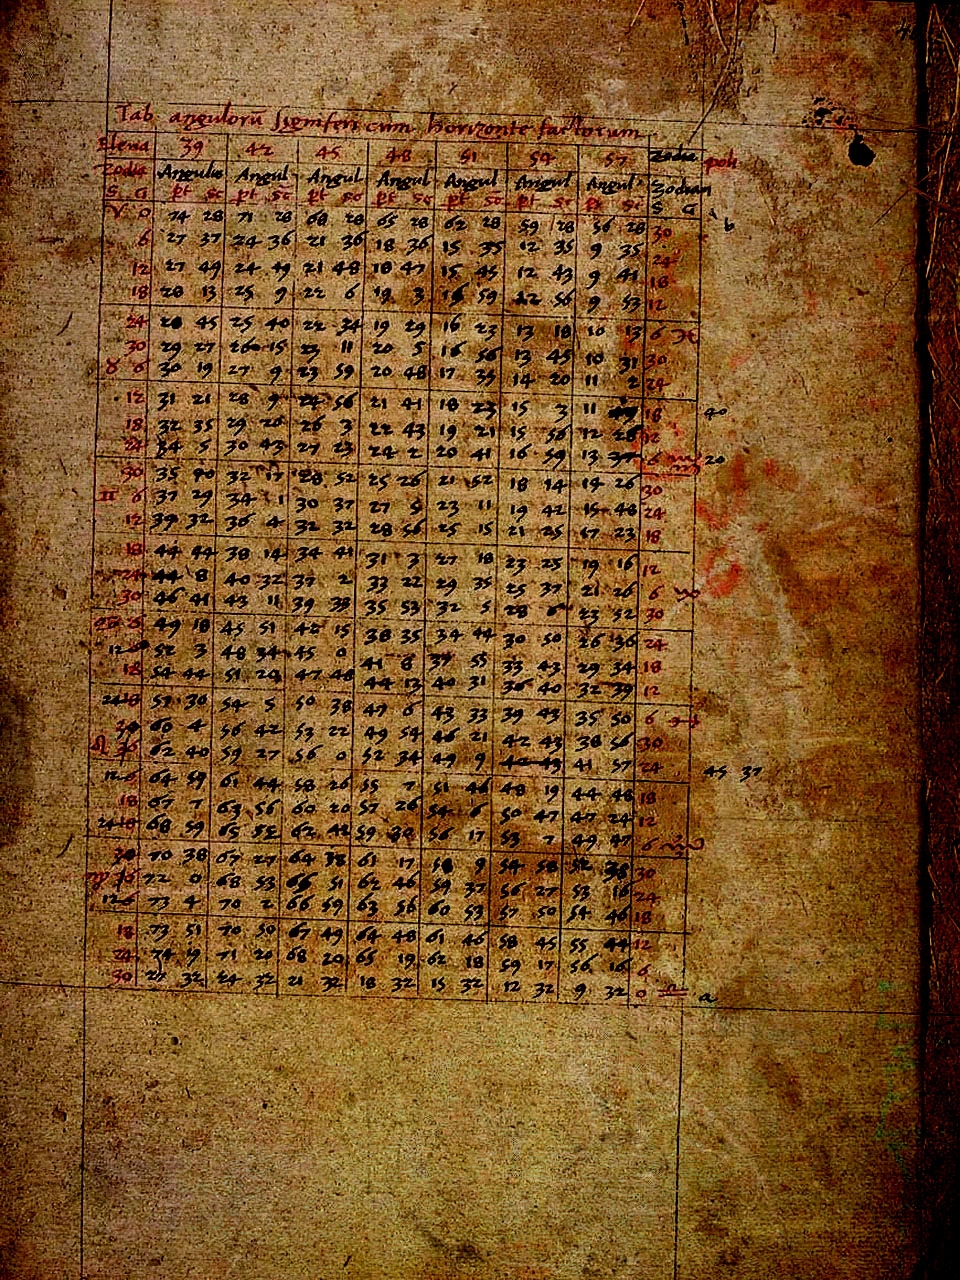 Tab angulorū Signiferi cum horizonte factorum
Eleva 39 42 45 48 51 54 57 poli
Zodia Angulus Angul Angul Angul Angul Angul Angul Zodian
S G pt sc pt sc pt sc pt sc pt sc pt sc pt sc S G
♈ 0 74 28 71 28 68 28 65 28 62 28 59 28 56 28 30 b
6 27 37 24 36 21 36 18 36 15 35 12 35 9 35 24
12 27 49 24 49 21 48 18 47 15 45 12 43 9 41 18
18 28 13 25 9 22 6 19 3 59 12 56 9 53 12
24 28 45 25 40 22 34 19 29 16 23 13 18 10 13 6 ♓
30 29 27 26 15 23 11 20 5 16 56 13 45 10 31 30
♉ 6 30 19 27 9 23 59 20 48 17 35 14 20 11 2 24
12 31 21 28 9 24 56 21 41 18 23 15 3 11 18 40
18 32 35 29 20 26 3 22 43 19 21 15 56 12 28 12
24 34 5 30 43 27 23 24 2 20 41 16 59 13 6 ♒ 20
30 35 40 32 17 28 52 25 26 21 52 18 14 14 26 30
♊ 6 37 29 34 1 30 37 27 5 23 11 19 42 15 48 24
12 39 32 36 4 32 32 28 56 25 15 21 25 17 23 18
18 44 44 38 14 34 41 31 3 27 18 23 25 19 16 12
24 44 8 40 32 37 2 33 22 29 35 25 37 21 26 6 ♑
30 46 41 43 11 39 39 35 53 32 5 28 6 23 52 30
♋ 6 49 18 45 51 42 15 38 35 34 44 30 50 26 36 24
12 52 3 48 34 45 0 41 8 37 55 33 43 29 34 18
18 54 44 51 20 47 48 44 13 40 31 36 40 32 39 12
24 57 30 54 5 50 38 47 6 43 33 39 43 35 50 6 ♐
30 60 4 56 42 53 22 49 54 46 21 42 43 38 56 30
♌ 6 62 40 59 27 56 0 52 34 49 9 42 43 41 57 24 45 37
12 64 59 61 44 58 26 55 7 51 46 48 19 44 48 18
18 67 7 63 56 60 20 57 26 54 6 50 47 47 24 12
24 68 59 65 52 62 42 59 56 17 53 7 49 47 6 ♏
30 70 38 67 27 64 61 17 58 9 54 58 30
♍ 6 72 0 68 53 51 62 46 59 37 56 27 53 16 24
12 73 4 70 2 66 59 63 56 60 53 57 50 54 46 18
18 73 51 70 50 67 49 64 48 61 46 58 45 55 44 12
24 74 19 71 20 68 20 65 19 62 18 59 17 56 16 6
30 27 32 24 32 21 32 18 32 15 32 12 32 9 32 0 ♎ a